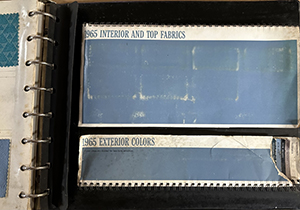 1965 INTERIOR AND TOP FABRICS
1965 EXTERIOR COLORS